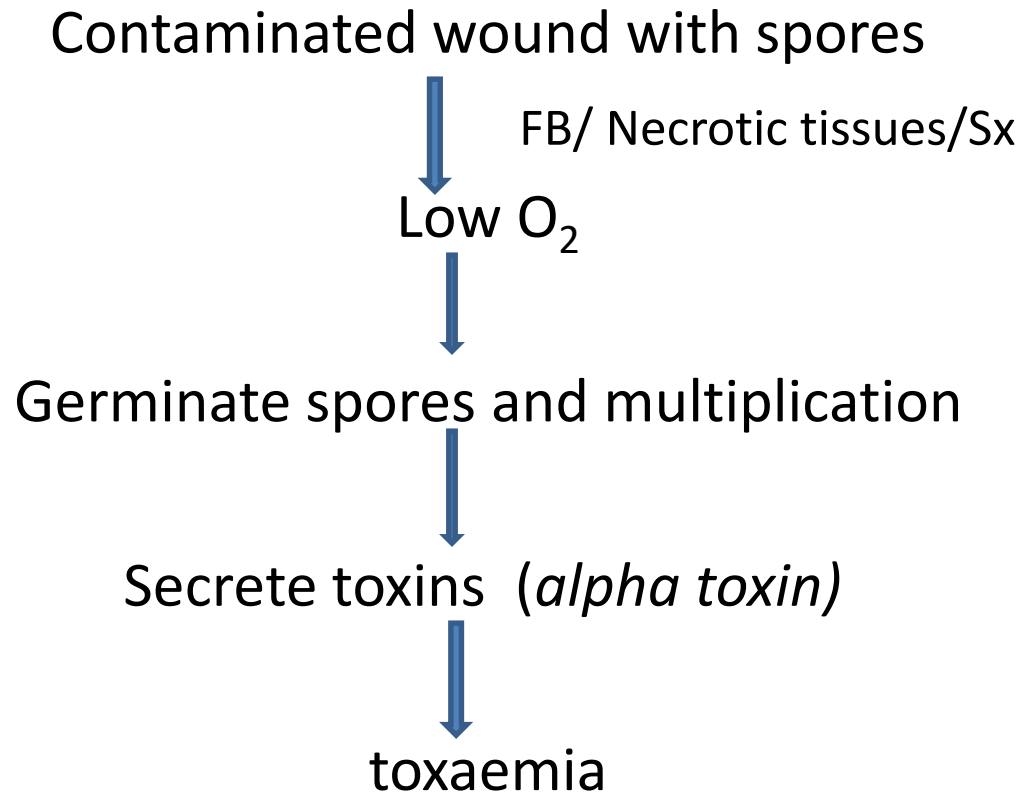 Contaminated wound with spores
FB/ Necrotic tissues/Sx
Low O₂
Germinate spores and multiplication
Secrete toxins (alpha toxin)
toxaemia